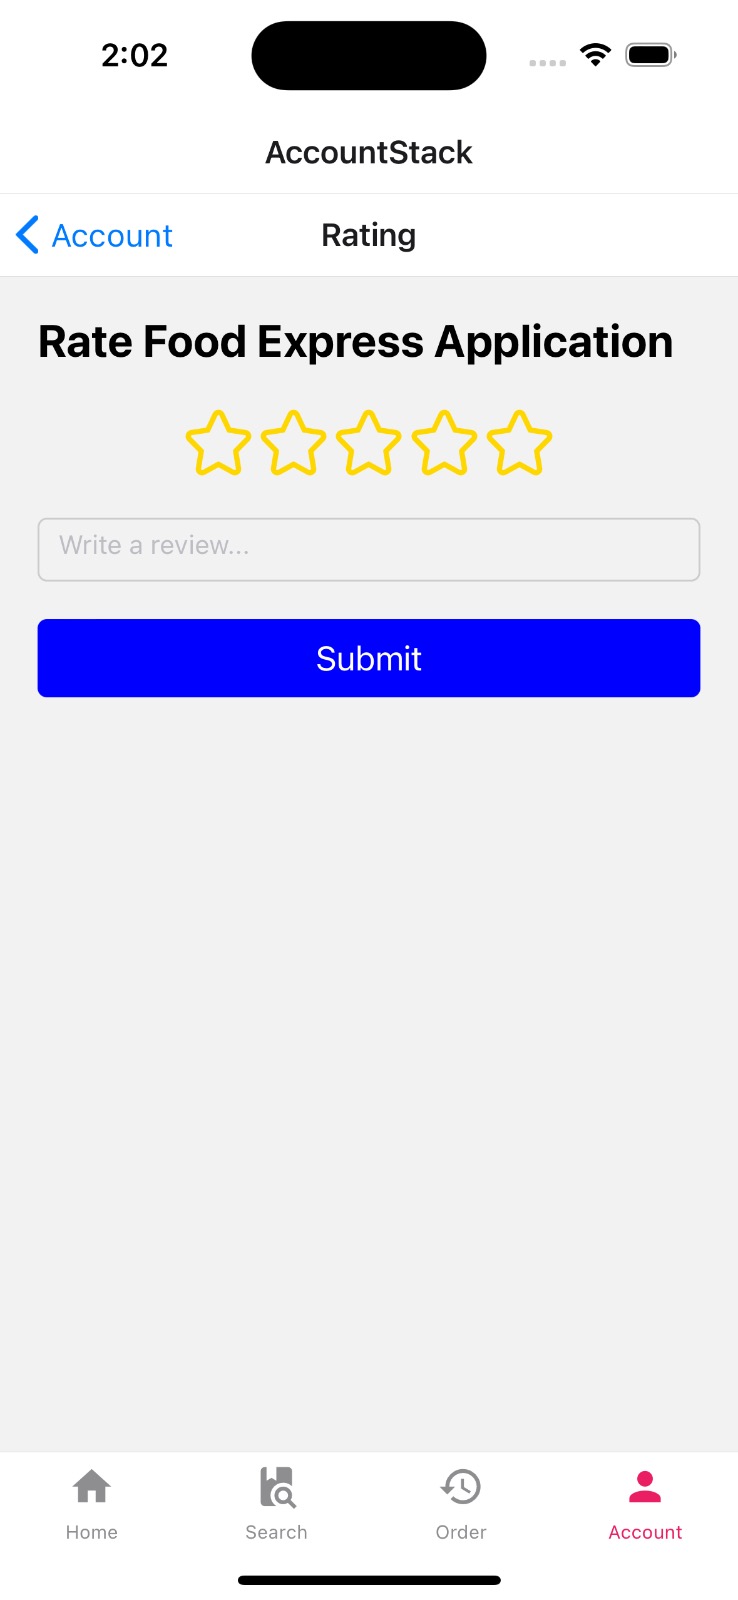 2:02
AccountStack
Account
Rating
Rate Food Express Application
Write a review...
Submit
Home
Search
Order
Account